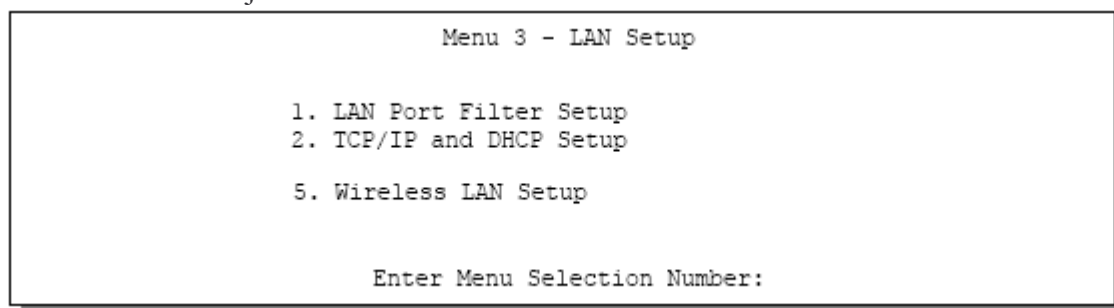 Menu 3 - LAN Setup
1. LAN Port Filter Setup
2. TCP/IP and DHCP Setup
5. Wireless LAN Setup
Enter Menu Selection Number: